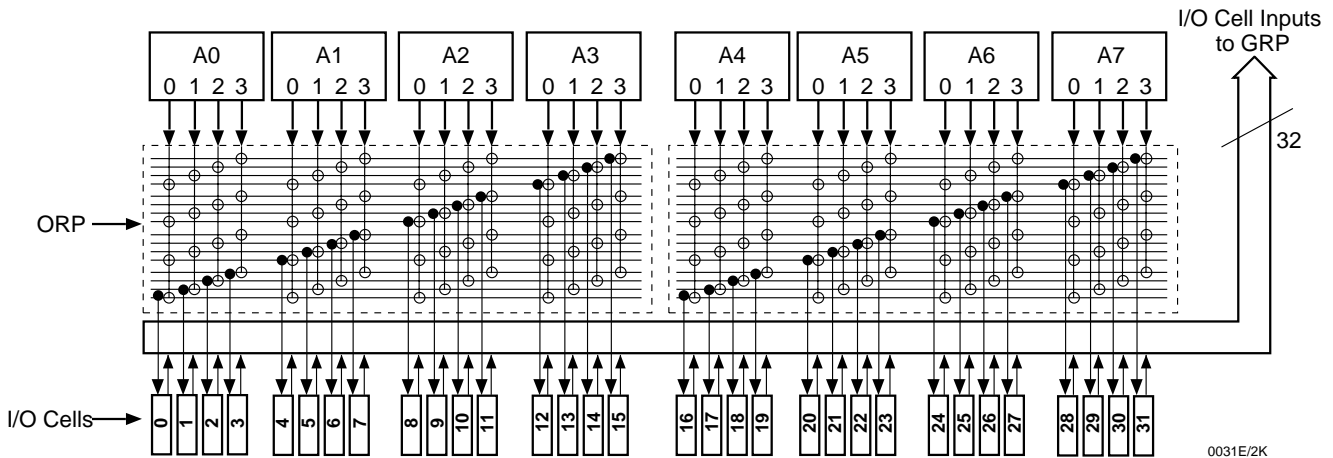 I/O Cell Inputs
to GRP
A0 A1 A2 A3 A4 A5 A6 A7
0 1 2 3 0 1 2 3 0 1 2 3 0 1 2 3 0 1 2 3 0 1 2 3 0 1 2 3 0 1 2 3
32
ORP
I/O Cells 0 1 2 3 4 5 6 7 8 9 10 11 12 13 14 15 16 17 18 19 20 21 22 23 24 25 26 27 28 29 30 31
0031E/2K